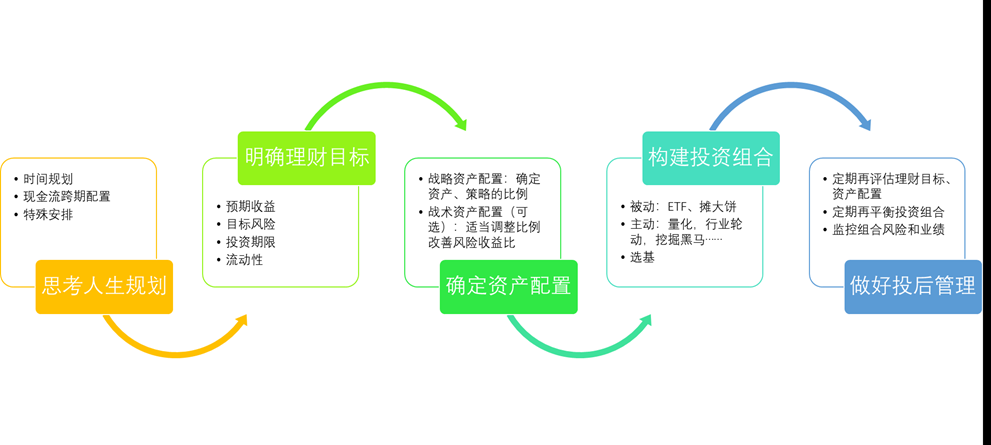 • 时间规划
• 现金流跨期配置
• 特殊安排
思考人生规划
明确理财目标
• 预期收益
• 目标风险
• 投资期限
• 流动性
• 战略资产配置：确定
资产、策略的比例
• 战术资产配置（可
选）：适当调整比例
改善风险收益比
确定资产配置
构建投资组合
• 被动：ETF、摊大饼
• 主动：量化，行业轮
动，挖掘黑马……
• 选基
• 定期再评估理财目标、
资产配置
• 定期再平衡投资组合
• 监控组合风险和业绩
做好投后管理